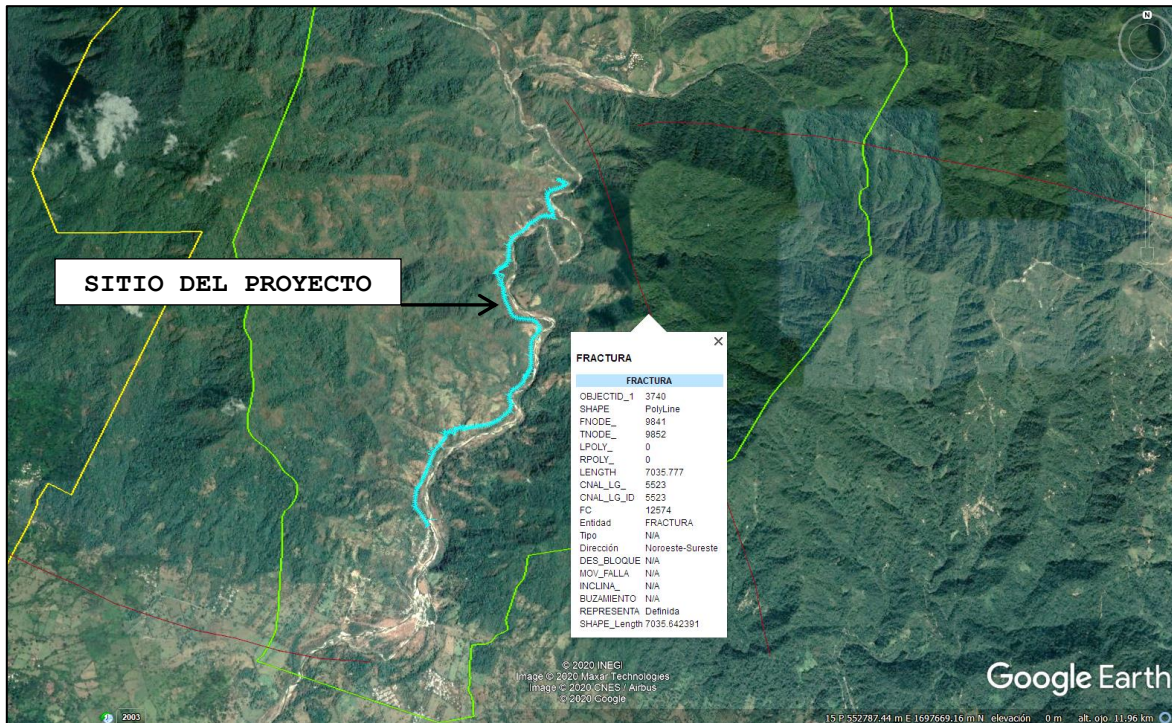 N
SITIO DEL PROYECTO
FRACTURA
FRACTURA
OBJECTID_1 3740
SHAPE PolyLine
FNODE_ 9841
TNODE_ 9852
LPOLY_ 0
RPOLY_ 0
LENGTH 7035.777
CNAL_LG_ 5523
CNAL_LG_ID 5523
FC 12574
Entidad FRACTURA
Tipo N/A
Dirección Noroeste-Sureste
DES_BLOQUE N/A
MOV_FALLA N/A
INCLINA_ N/A
BUZAMIENTO N/A
REPRESENTA Definida
SHAPE_Length 7035.642391
© 2020 INEGI
Image © 2020 Maxar Technologies
Image © 2020 CNES / Airbus
© 2020 Google
Google Earth
2003
15 P 552787.44 m E 1697669.16 m N elevación 0 m alt. ojo 11.96 km